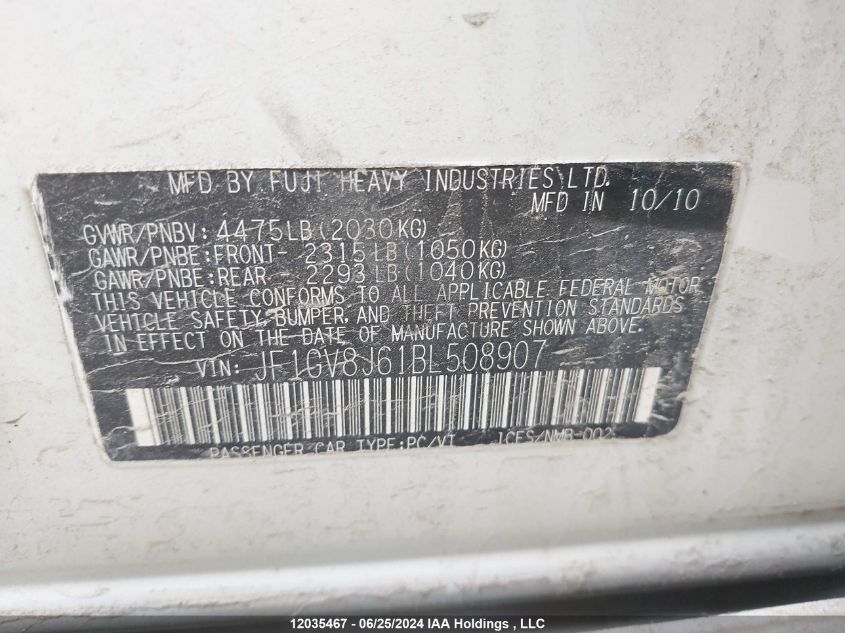 MFD BY FUJI HEAVY INDUSTRIES LTD.
MFD IN 10/10
GVWR/PNBV: 4475LB(2030KG)
GAWR/PNBE:FRONT- 2315LB(1050KG)
GAWR/PNBE:REAR 2293LB(1040KG)
THIS VEHICLE CONFORMS TO ALL APPLICABLE FEDERAL MOTOR
VEHICLE SAFETY, BUMPER, AND THEFT PREVENTION STANDARDS
IN EFFECT ON THE DATE OF MANUFACTURE SHOWN ABOVE.
VIN: JF1GV8J61BL508907
PASSENGER CAR TYPE:PC/VT ICES/NMB-002
12035467 - 06/25/2024 IAA Holdings , LLC